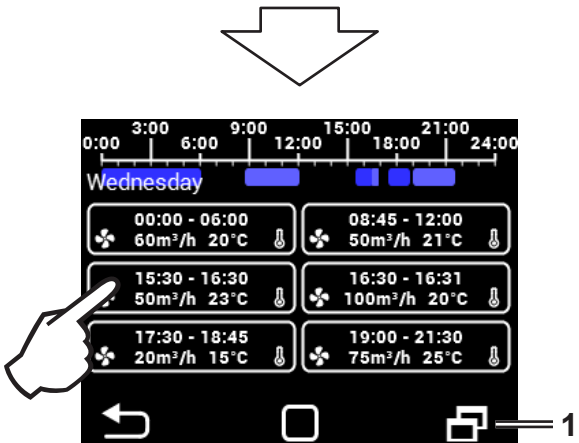 3:00 9:00 15:00 21:00
0:00 6:00 12:00 18:00 24:00
Wednesday
00:00 - 06:00
60m³/h 20°C
08:45 - 12:00
50m³/h 21°C
15:30 - 16:30
50m³/h 23°C
16:30 - 16:31
100m³/h 20°C
17:30 - 18:45
20m³/h 15°C
19:00 - 21:30
75m³/h 25°C
1